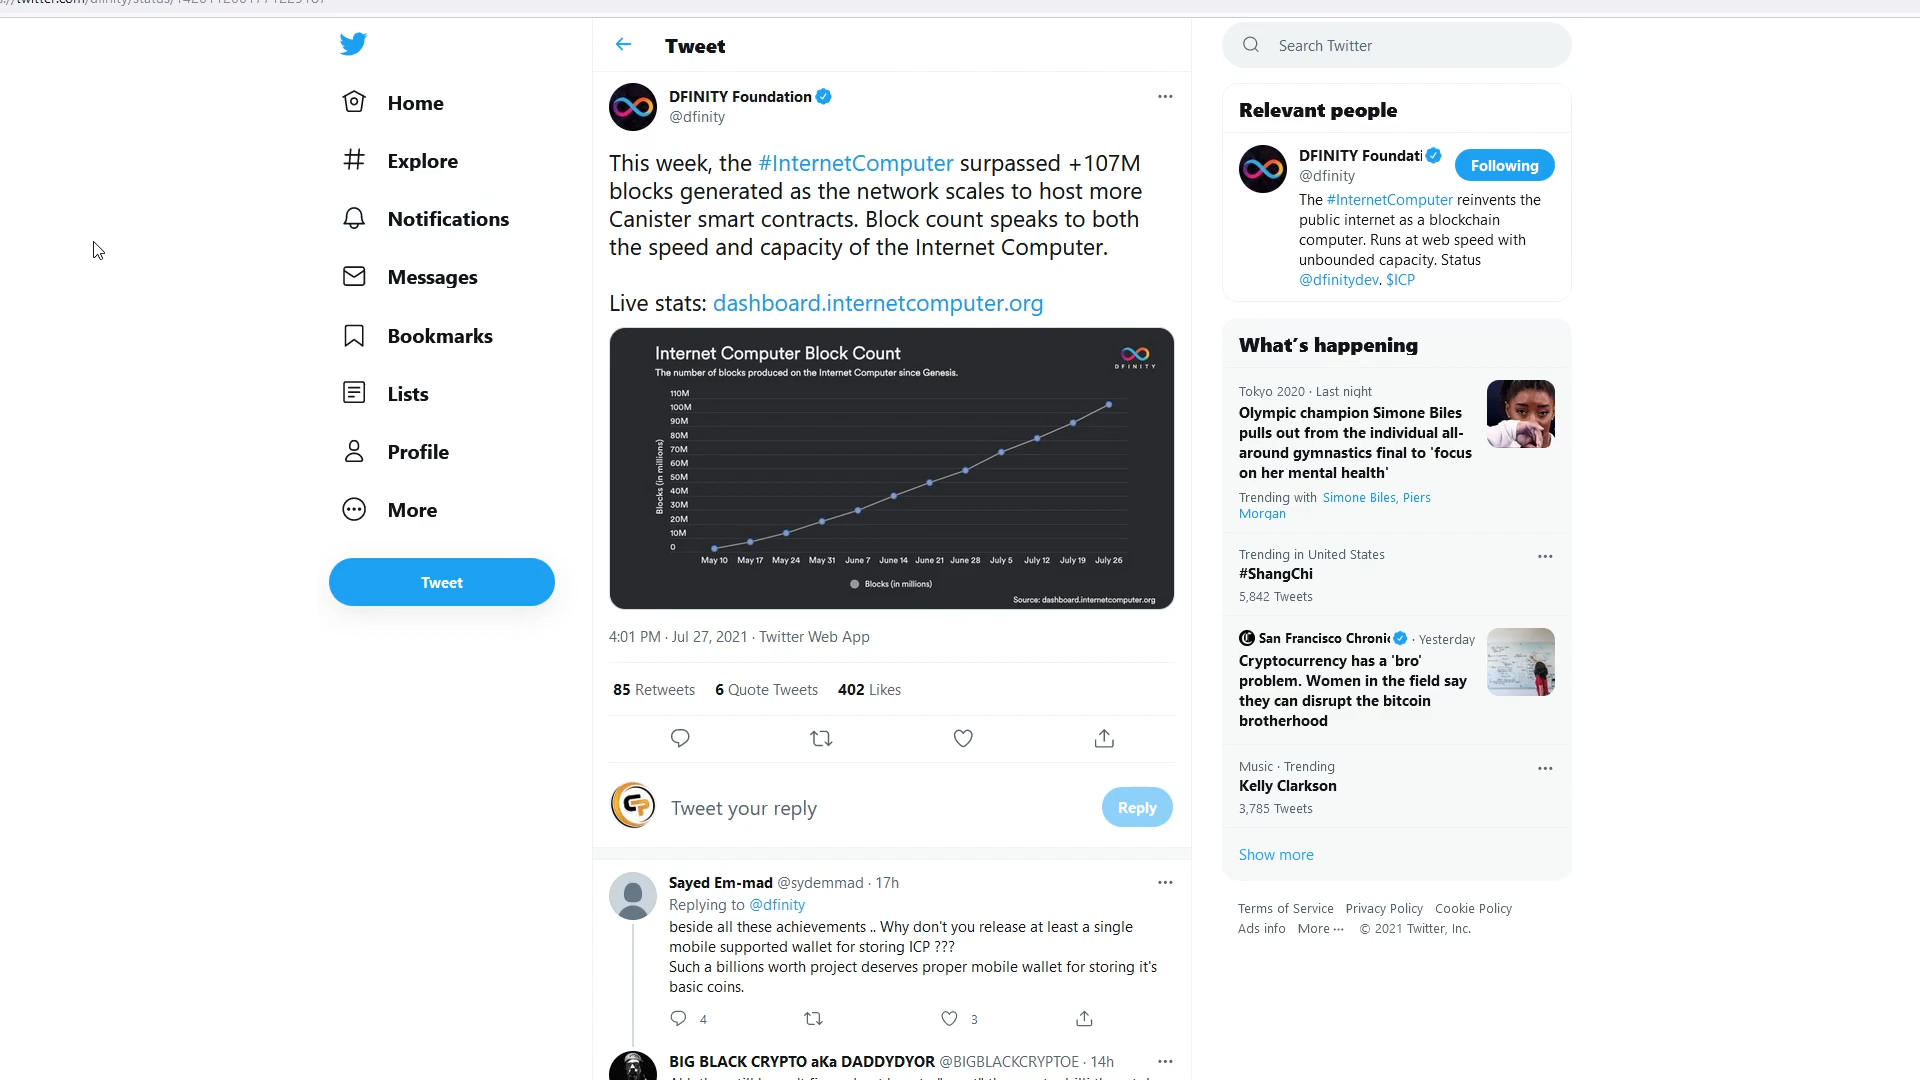 Home
Explore
Notifications
Messages
Bookmarks
Lists
Profile
More
Tweet
Tweet
DFINITY Foundation
@dfinity
This week, the #InternetComputer surpassed +107M
blocks generated as the network scales to host more
Canister smart contracts. Block count speaks to both
the speed and capacity of the Internet Computer.
Live stats: dashboard.internetcomputer.org
Internet Computer Block Count
The number of blocks produced on the Internet Computer since Genesis.
DFINITY
Blocks (in millions)
110M
100M
90M
80M
70M
60M
50M
40M
30M
20M
10M
0
May 10 May 17 May 24 May 31 June 7 June 14 June 21 June 28 July 5 July 12 July 19 July 26
Blocks (in millions)
Source: dashboard.internetcomputer.org
4:01 PM · Jul 27, 2021 · Twitter Web App
85 Retweets 6 Quote Tweets 402 Likes
Tweet your reply
Reply
Sayed Em-mad @sydemmad · 17h
Replying to @dfinity
beside all these achievements .. Why don't you release at least a single
mobile supported wallet for storing ICP ???
Such a billions worth project deserves proper mobile wallet for storing it's
basic coins.
4 3
BIG BLACK CRYPTO aKa DADDYDYOR @BIGBLACKCRYPTOE · 14h
Search Twitter
Relevant people
DFINITY Foundati
@dfinity
Following
The #InternetComputer reinvents the
public internet as a blockchain
computer. Runs at web speed with
unbounded capacity. Status
@dfinitydev. $ICP
What's happening
Tokyo 2020 · Last night
Olympic champion Simone Biles
pulls out from the individual all-
around gymnastics final to 'focus
on her mental health'
Trending with Simone Biles, Piers
Morgan
Trending in United States
#ShangChi
5,842 Tweets
San Francisco Chronic · Yesterday
Cryptocurrency has a 'bro'
problem. Women in the field say
they can disrupt the bitcoin
brotherhood
Music · Trending
Kelly Clarkson
3,785 Tweets
Show more
Terms of Service Privacy Policy Cookie Policy
Ads info More ··· © 2021 Twitter, Inc.